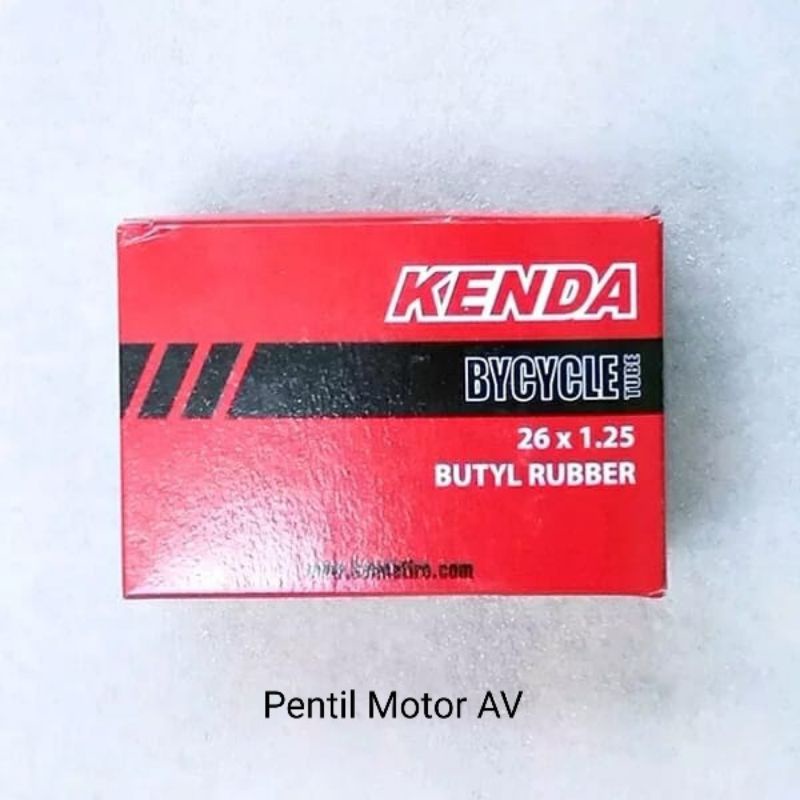 KENDA
BYCYCLE TUBE
26 x 1.25
BUTYL RUBBER
Pentil Motor AV